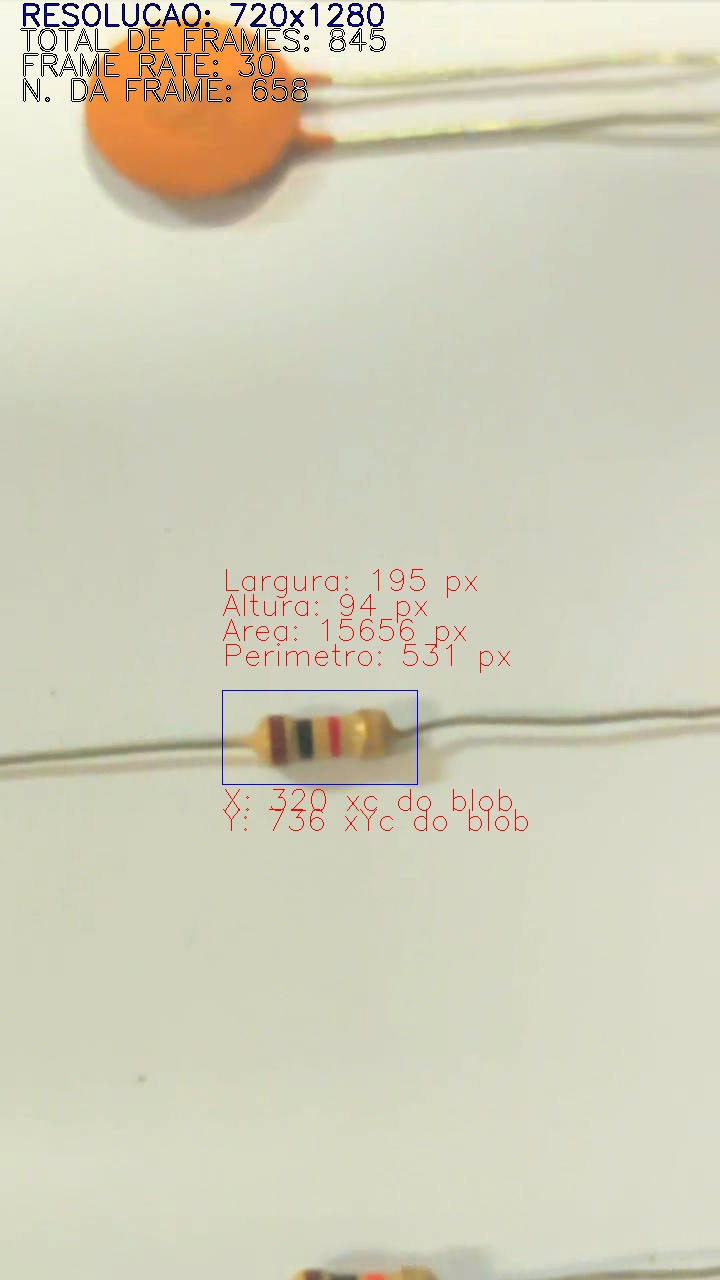 RESOLUCAO: 720x1280
TOTAL DE FRAMES: 845
FRAME RATE: 30
N. DA FRAME: 658
Largura: 195 px
Altura: 94 px
Area: 15656 px
Perimetro: 531 px
X: 320 xc do blob
Y: 736 xYc do blob